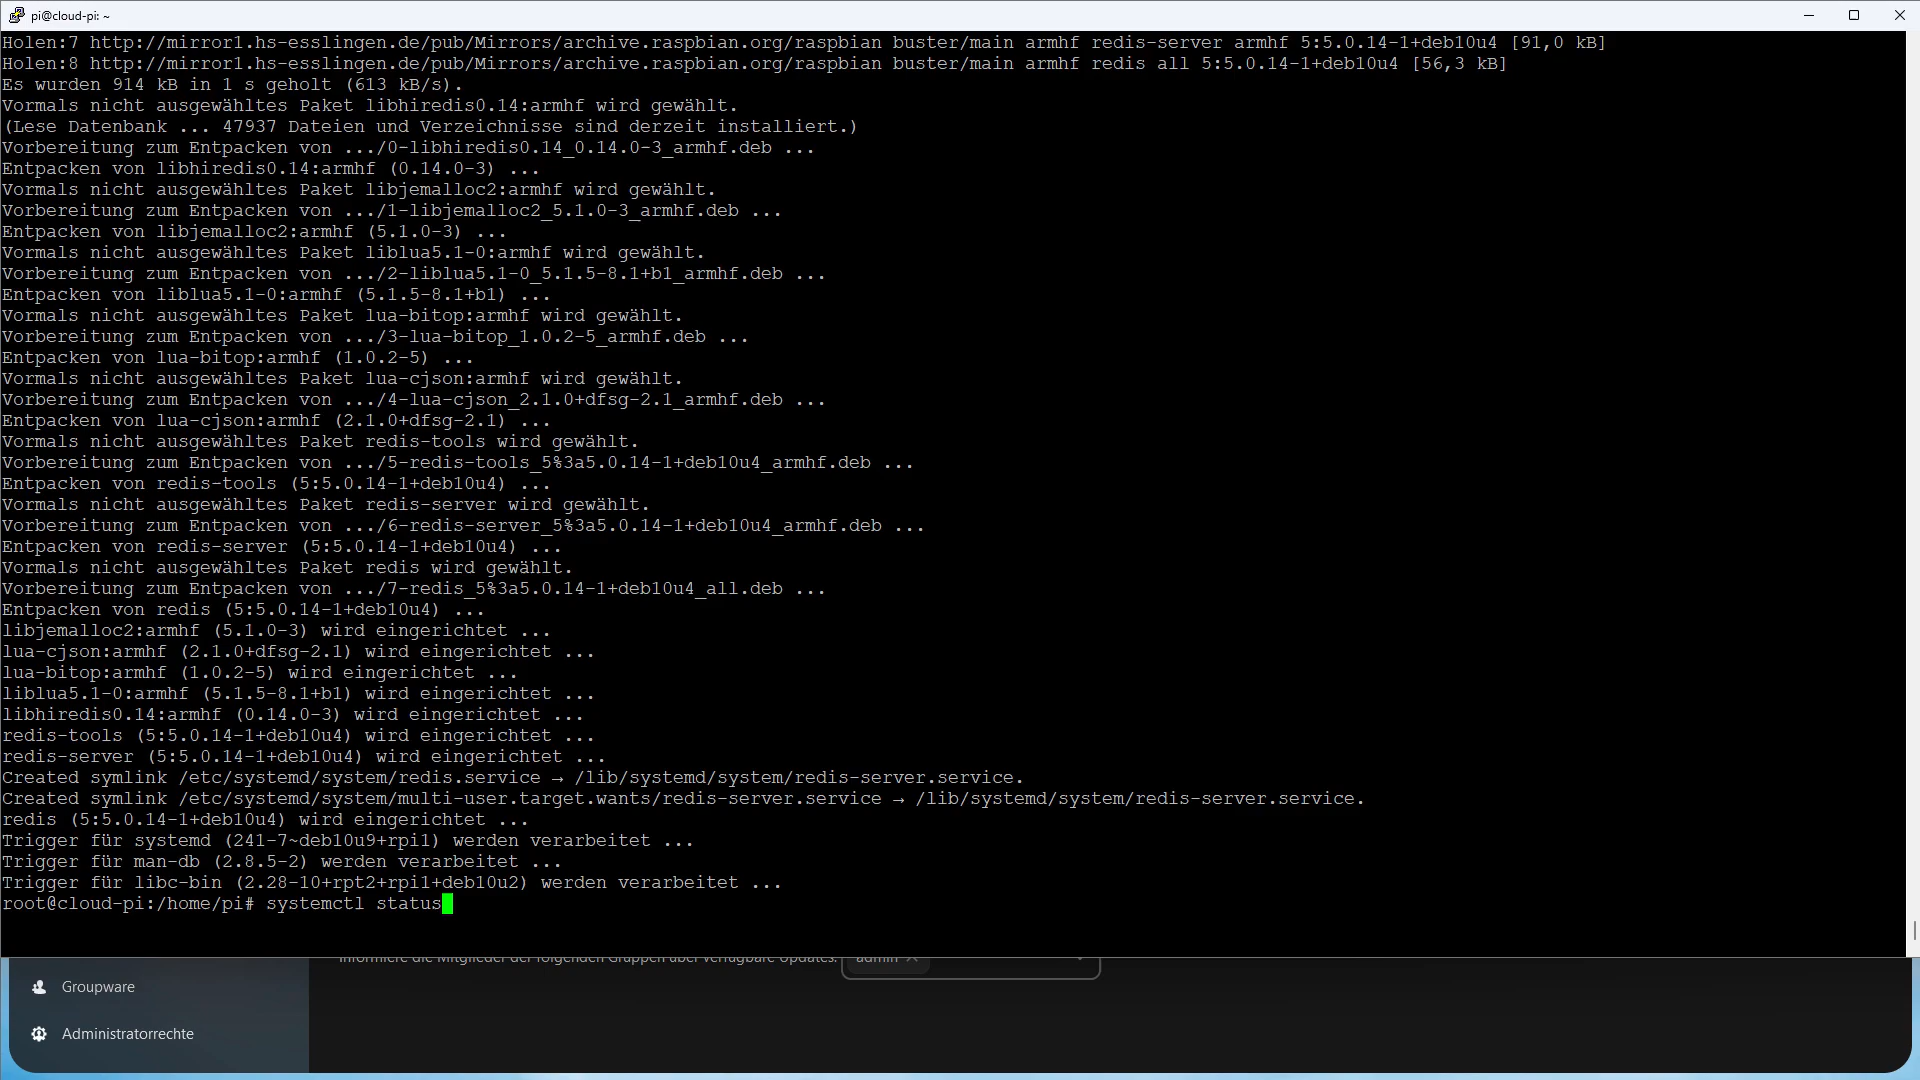 pi@cloud-pi: ~
Holen:7 http://mirror1.hs-esslingen.de/pub/Mirrors/archive.raspbian.org/raspbian buster/main armhf redis-server armhf 5:5.0.14-1+deb10u4 [91,0 kB]
Holen:8 http://mirror1.hs-esslingen.de/pub/Mirrors/archive.raspbian.org/raspbian buster/main armhf redis all 5:5.0.14-1+deb10u4 [56,3 kB]
Es wurden 914 kB in 1 s geholt (613 kB/s).
Vormals nicht ausgewähltes Paket libhiredis0.14:armhf wird gewählt.
(Lese Datenbank ... 47937 Dateien und Verzeichnisse sind derzeit installiert.)
Vorbereitung zum Entpacken von .../0-libhiredis0.14_0.14.0-3_armhf.deb ...
Entpacken von libhiredis0.14:armhf (0.14.0-3) ...
Vormals nicht ausgewähltes Paket libjemalloc2:armhf wird gewählt.
Vorbereitung zum Entpacken von .../1-libjemalloc2_5.1.0-3_armhf.deb ...
Entpacken von libjemalloc2:armhf (5.1.0-3) ...
Vormals nicht ausgewähltes Paket liblua5.1-0:armhf wird gewählt.
Vorbereitung zum Entpacken von .../2-liblua5.1-0_5.1.5-8.1+b1_armhf.deb ...
Entpacken von liblua5.1-0:armhf (5.1.5-8.1+b1) ...
Vormals nicht ausgewähltes Paket lua-bitop:armhf wird gewählt.
Vorbereitung zum Entpacken von .../3-lua-bitop_1.0.2-5_armhf.deb ...
Entpacken von lua-bitop:armhf (1.0.2-5) ...
Vormals nicht ausgewähltes Paket lua-cjson:armhf wird gewählt.
Vorbereitung zum Entpacken von .../4-lua-cjson_2.1.0+dfsg-2.1_armhf.deb ...
Entpacken von lua-cjson:armhf (2.1.0+dfsg-2.1) ...
Vormals nicht ausgewähltes Paket redis-tools wird gewählt.
Vorbereitung zum Entpacken von .../5-redis-tools_5%3a5.0.14-1+deb10u4_armhf.deb ...
Entpacken von redis-tools (5:5.0.14-1+deb10u4) ...
Vormals nicht ausgewähltes Paket redis-server wird gewählt.
Vorbereitung zum Entpacken von .../6-redis-server_5%3a5.0.14-1+deb10u4_armhf.deb ...
Entpacken von redis-server (5:5.0.14-1+deb10u4) ...
Vormals nicht ausgewähltes Paket redis wird gewählt.
Vorbereitung zum Entpacken von .../7-redis_5%3a5.0.14-1+deb10u4_all.deb ...
Entpacken von redis (5:5.0.14-1+deb10u4) ...
libjemalloc2:armhf (5.1.0-3) wird eingerichtet ...
lua-cjson:armhf (2.1.0+dfsg-2.1) wird eingerichtet ...
lua-bitop:armhf (1.0.2-5) wird eingerichtet ...
liblua5.1-0:armhf (5.1.5-8.1+b1) wird eingerichtet ...
libhiredis0.14:armhf (0.14.0-3) wird eingerichtet ...
redis-tools (5:5.0.14-1+deb10u4) wird eingerichtet ...
redis-server (5:5.0.14-1+deb10u4) wird eingerichtet ...
Created symlink /etc/systemd/system/redis.service → /lib/systemd/system/redis-server.service.
Created symlink /etc/systemd/system/multi-user.target.wants/redis-server.service → /lib/systemd/system/redis-server.service.
redis (5:5.0.14-1+deb10u4) wird eingerichtet ...
Trigger für systemd (241-7~deb10u9+rpi1) werden verarbeitet ...
Trigger für man-db (2.8.5-2) werden verarbeitet ...
Trigger für libc-bin (2.28-10+rpt2+rpi1+deb10u2) werden verarbeitet ...
root@cloud-pi:/home/pi# systemctl status
Informiere die Mitglieder der folgenden Gruppen über verfügbare Updates: admin
Groupware
Administratorrechte